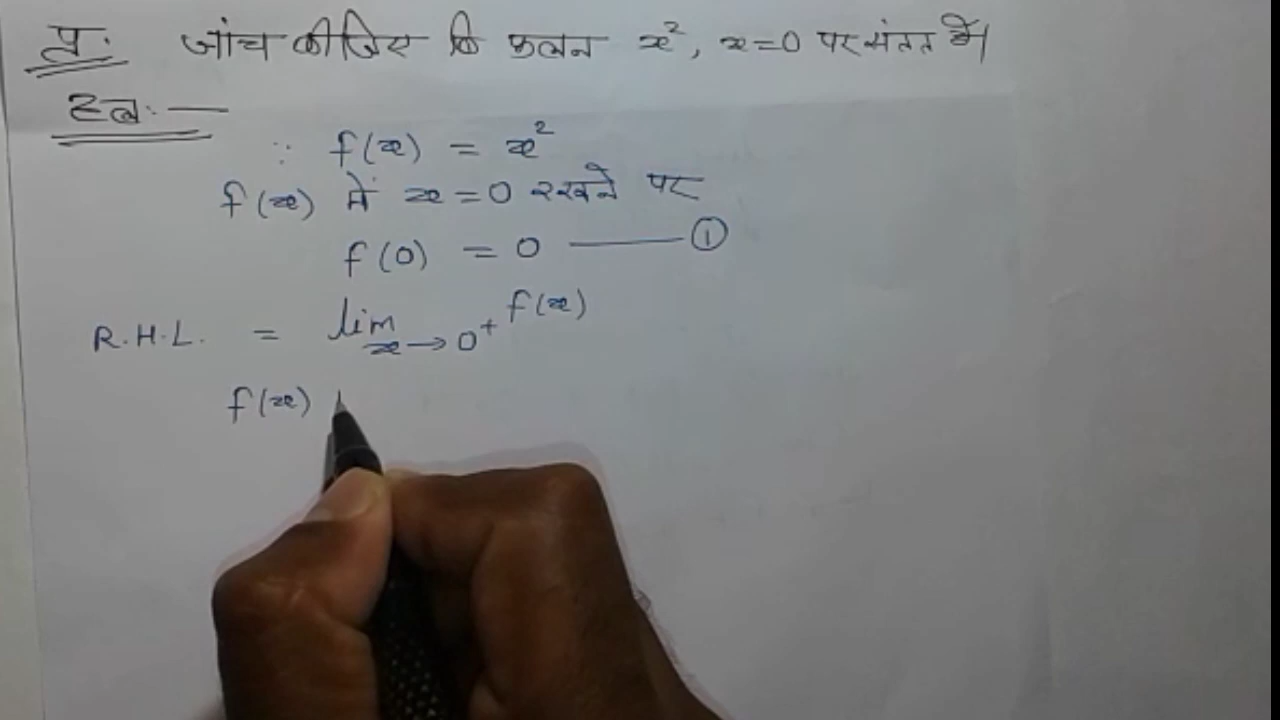 प्र. जांच कीजिए कि फलन x², x=0 पर संतत है।
हल:—
∵ f(x) = x²
f(x) में x=0 रखने पर
f(0) = 0 ——— ①
R.H.L. = lim x→0⁺ f(x)
f(x)